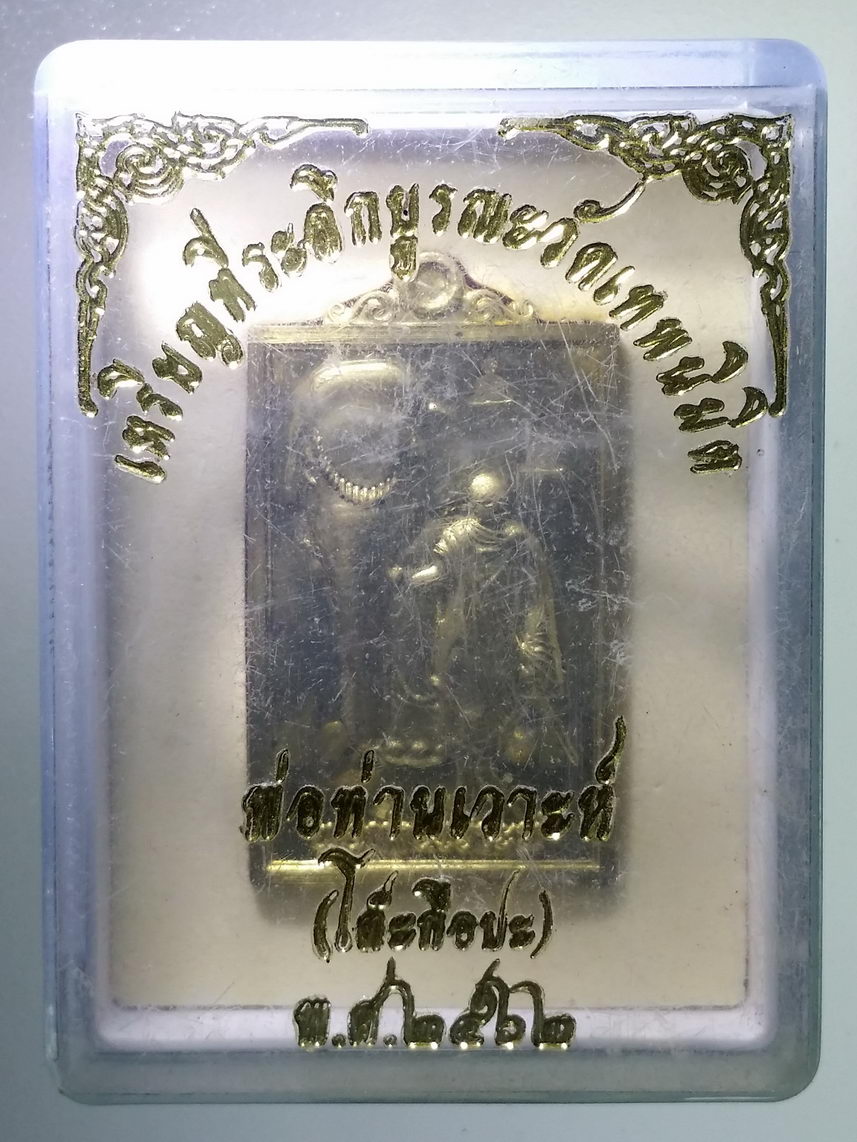 เหรียญที่ระลึกบูรณะวัดเทพนิมิต
พ่อท่านเวาะห์
(โต๊ะกือปะ)
พ.ศ.๒๕๖๒